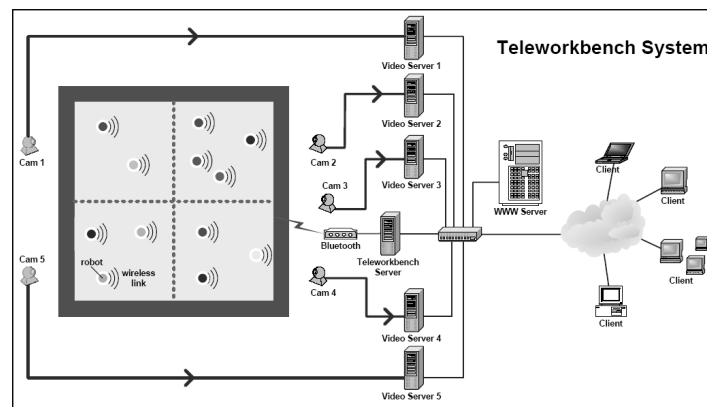 Teleworkbench System
Video Server 1
Cam 1
Video Server 2
Cam 2
Video Server 3
Cam 3
WWW Server
Client
Client
Bluetooth
Teleworkbench
Server
Cam 5
robot
wireless
link
Cam 4
Client
Client
Video Server 4
Video Server 5